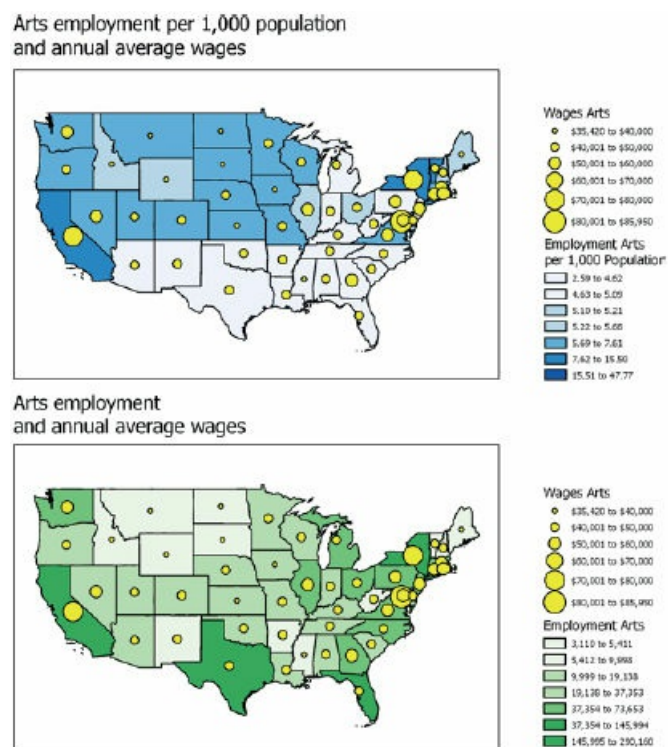 Arts employment per 1,000 population
and annual average wages
Wages Arts
$35,420 to $40,000
$40,001 to $50,000
$50,001 to $60,000
$60,001 to $70,000
$70,001 to $80,000
$80,001 to $85,950
Employment Arts
per 1,000 Population
2.59 to 4.62
4.63 to 5.09
5.10 to 5.21
5.22 to 5.68
5.69 to 7.61
7.62 to 15.50
15.51 to 47.77
Arts employment
and annual average wages
Wages Arts
$35,420 to $40,000
$40,001 to $50,000
$50,001 to $60,000
$60,001 to $70,000
$70,001 to $80,000
$80,001 to $85,950
Employment Arts
3,110 to 5,411
5,412 to 9,998
9,999 to 19,138
19,138 to 37,353
37,354 to 73,653
37,354 to 145,994
145,995 to 290,160